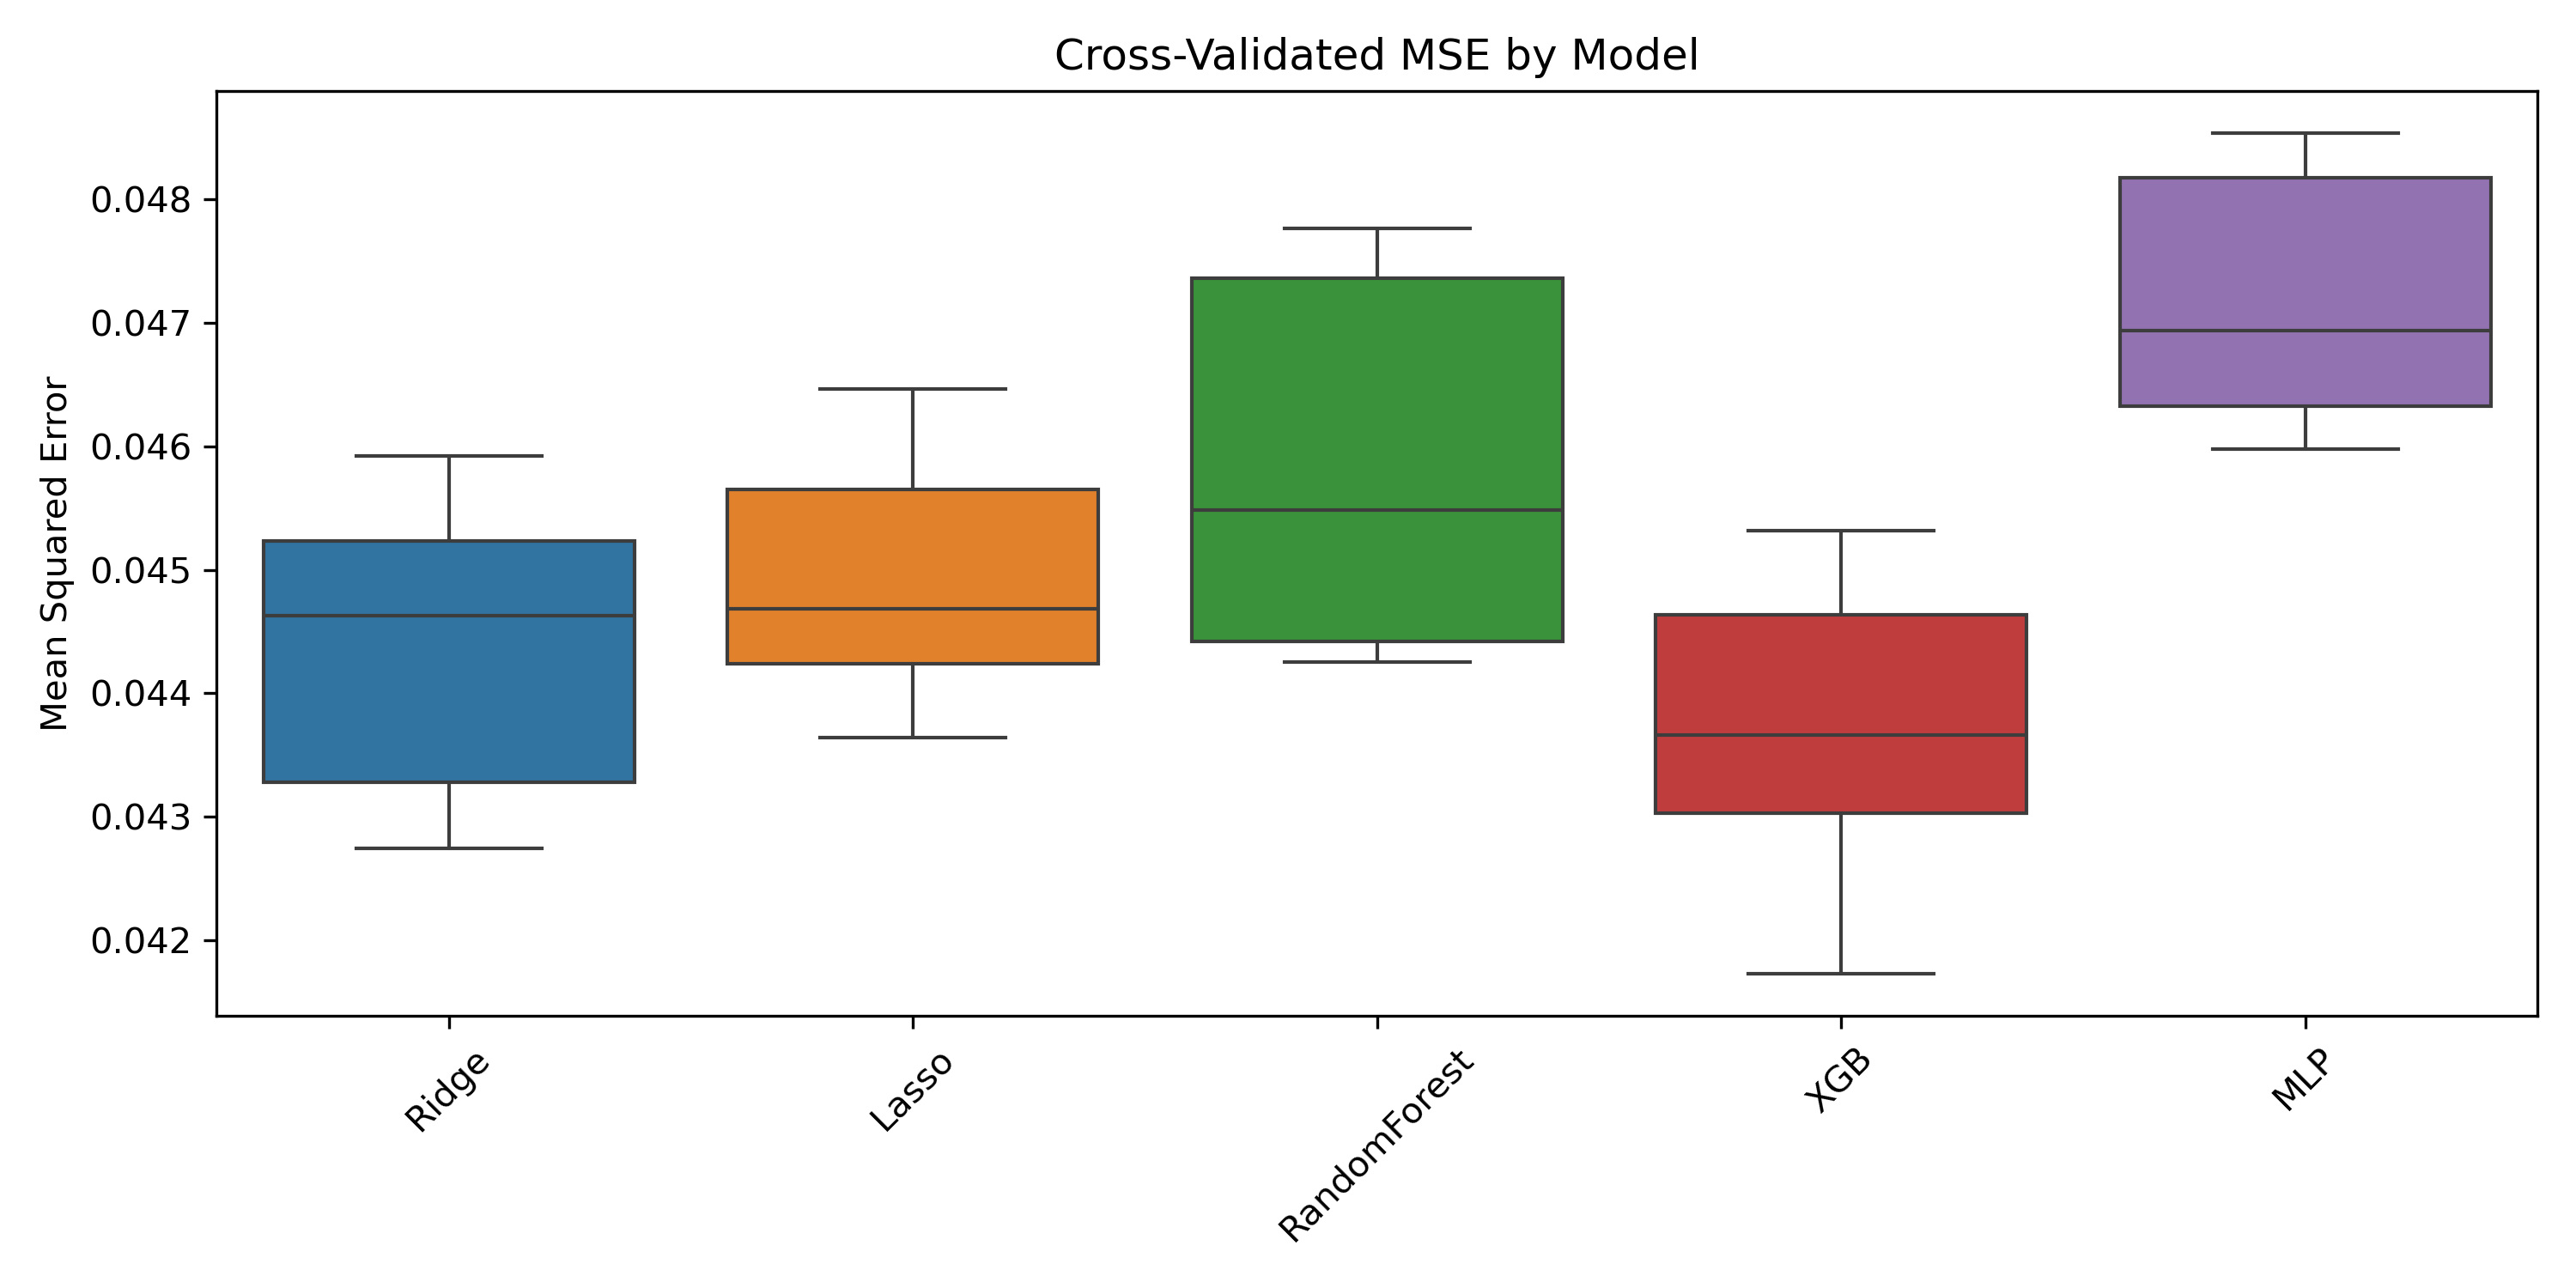 Cross-Validated MSE by Model
Mean Squared Error
0.048
0.047
0.046
0.045
0.044
0.043
0.042
Ridge
Lasso
RandomForest
XGB
MLP